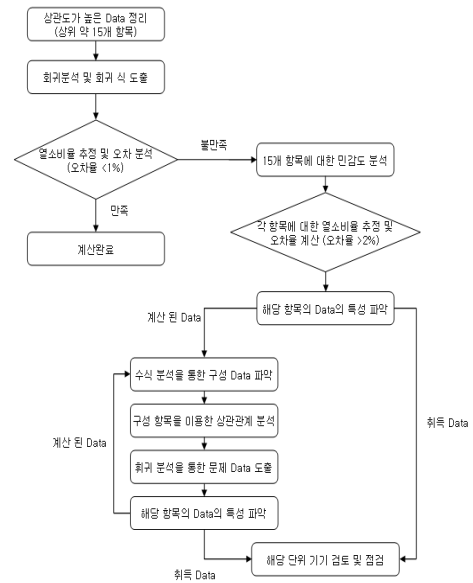 상관도가 높은 Data 정리
(상위 약 15개 항목)
회귀분석 및 회귀 식 도출
열소비율 추정 및 오차 분석
(오차율 <1%)
불만족
15개 항목에 대한 민감도 분석
만족
계산완료
각 항목에 대한 열소비율 추정 및
오차율 계산 (오차율 >2%)
해당 항목의 Data의 특성 파악
계산 된 Data
수식 분석을 통한 구성 Data 파악
구성 항목을 이용한 상관관계 분석
계산 된 Data
취득 Data
휘귀 분석을 통한 문제 Data 도출
해당 항목의 Data의 특성 파악
해당 단위 기기 검토 및 점검
취득 Data